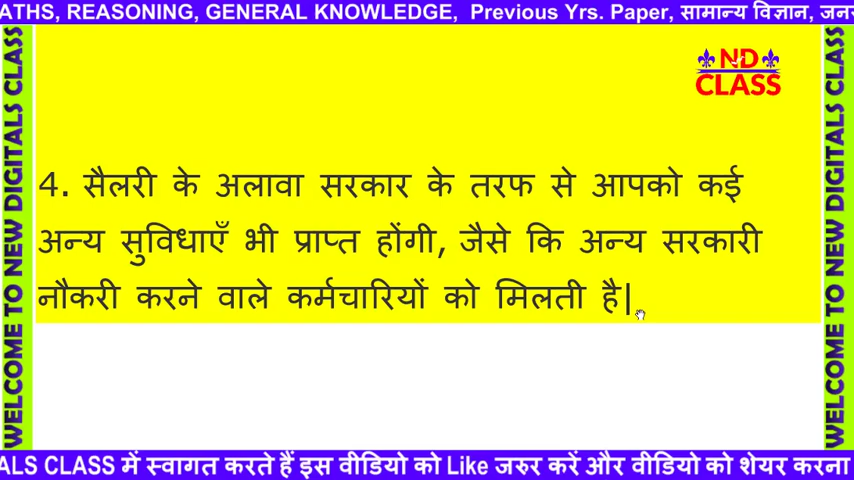 ATHS, REASONING, GENERAL KNOWLEDGE, Previous Yrs. Paper, सामान्य विज्ञान,
ND
CLASS
4. सैलरी के अलावा सरकार के तरफ से आपको कई
अन्य सुविधाएँ भी प्राप्त होंगी, जैसे कि अन्य सरकारी
नौकरी करने वाले कर्मचारियों को मिलती है|
WELCOME TO NEW DIGITALS CLASS
WELCOME TO NEW DIGITALS CLASS
ALS CLASS में स्वागत करते हैं इस वीडियो को Like जरुर करें और वीडियो को शेयर करना